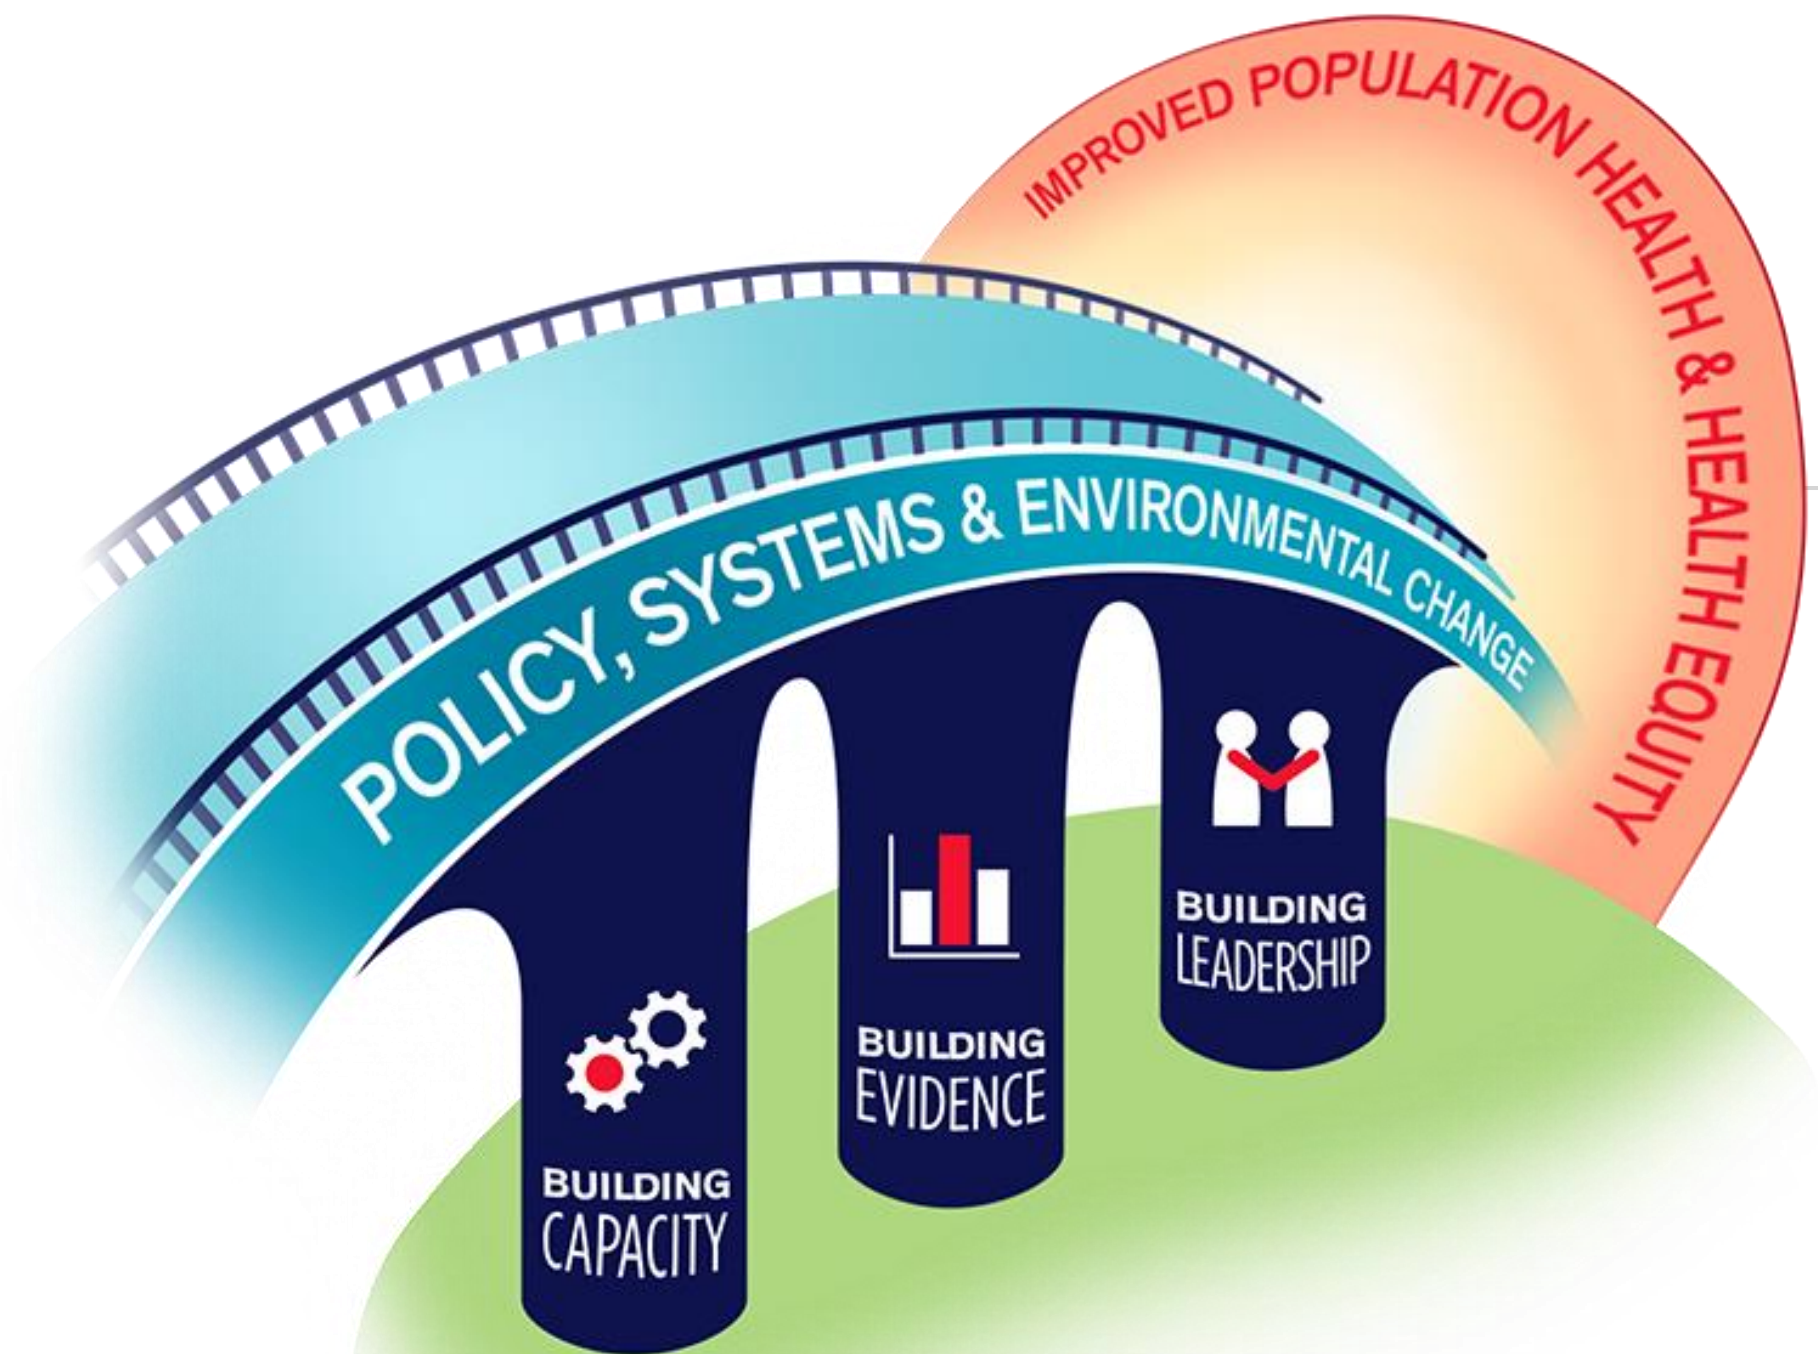 IMPROVED POPULATION HEALTH & HEALTH EQUITY
POLICY, SYSTEMS & ENVIRONMENTAL CHANGE
BUILDING
CAPACITY
BUILDING
EVIDENCE
BUILDING
LEADERSHIP